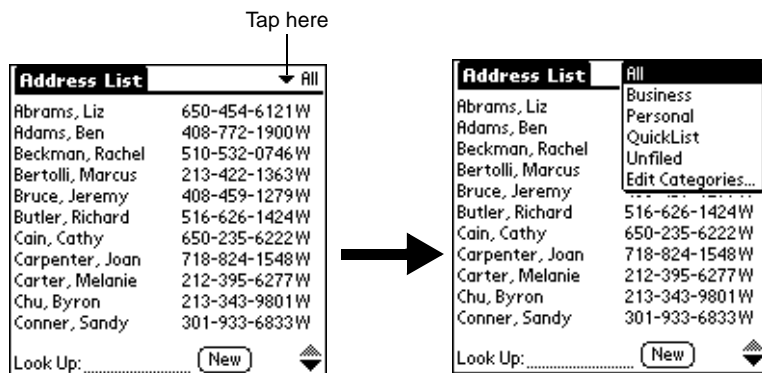 Tap here
Address List All
Abrams, Liz 650-454-6121W
Adams, Ben 408-772-1900W
Beckman, Rachel 510-532-0746W
Bertolli, Marcus 213-422-1363W
Bruce, Jeremy 408-459-1279W
Butler, Richard 516-626-1424W
Cain, Cathy 650-235-6222W
Carpenter, Joan 718-824-1548W
Carter, Melanie 212-395-6277W
Chu, Byron 213-343-9801W
Conner, Sandy 301-933-6833W
Look Up: New
Address List
All
Business
Personal
QuickList
Unfiled
Edit Categories...
Abrams, Liz
Adams, Ben
Beckman, Rachel
Bertolli, Marcus
Bruce, Jeremy
Butler, Richard 516-626-1424W
Cain, Cathy 650-235-6222W
Carpenter, Joan 718-824-1548W
Carter, Melanie 212-395-6277W
Chu, Byron 213-343-9801W
Conner, Sandy 301-933-6833W
Look Up: New